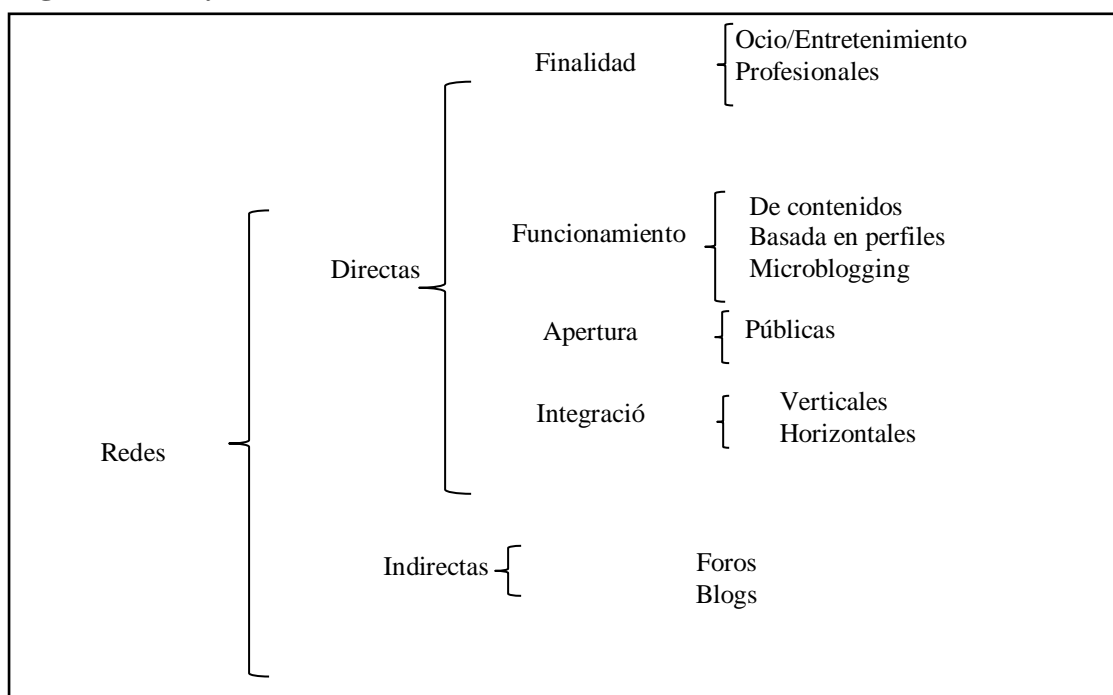 Finalidad
Ocio/Entretenimiento
Profesionales
Funcionamiento
De contenidos
Basada en perfiles
Microblogging
Directas
Apertura
Públicas
Integració
Verticales
Horizontales
Redes
Indirectas
Foros
Blogs